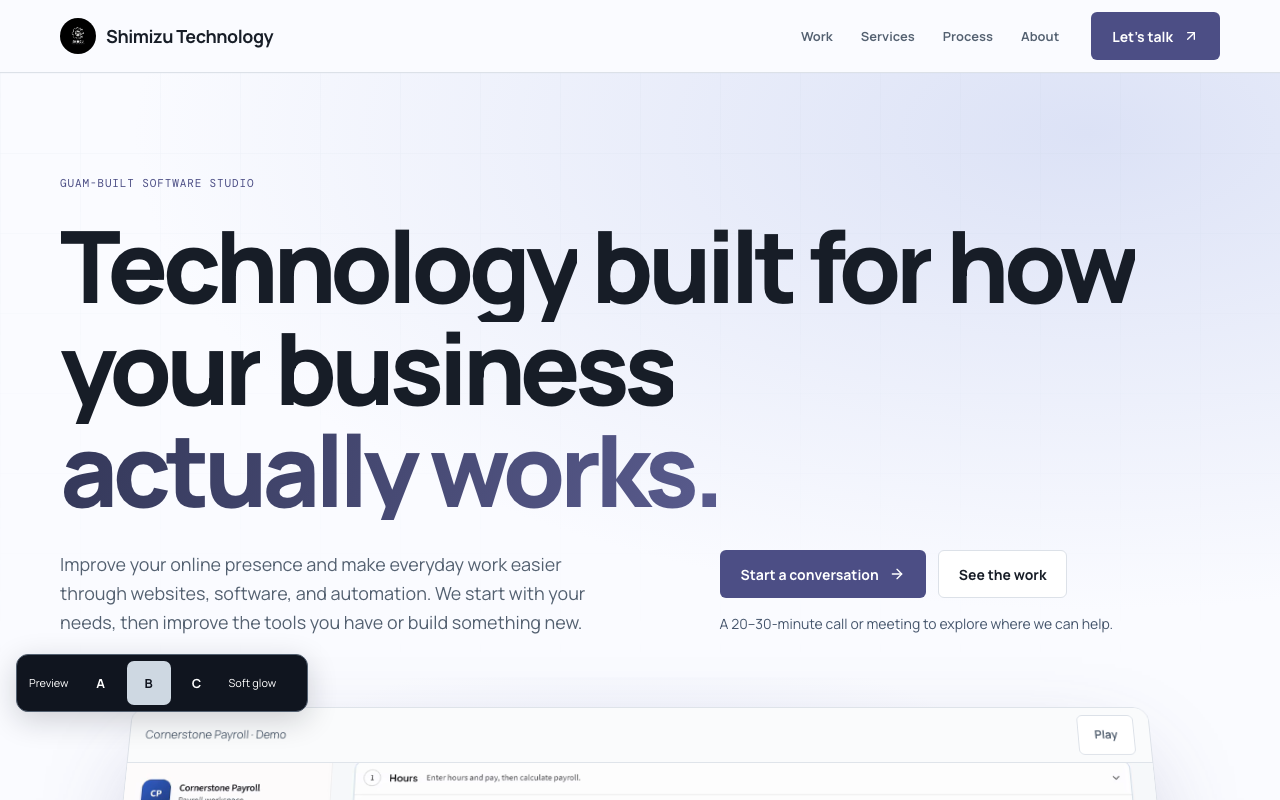 Shimizu Technology
Work
Services
Process
About
Let's talk
GUAM-BUILT SOFTWARE STUDIO
Technology built for how
your business
actually works.
Improve your online presence and make everyday work easier
through websites, software, and automation. We start with your
needs, then improve the tools you have or build something new.
Start a conversation
See the work
A 20–30-minute call or meeting to explore where we can help.
Preview
A
B
C
Soft glow
Cornerstone Payroll · Demo
Play
CP
Cornerstone Payroll
Payroll workspace
1
Hours
Enter hours and pay, then calculate payroll.